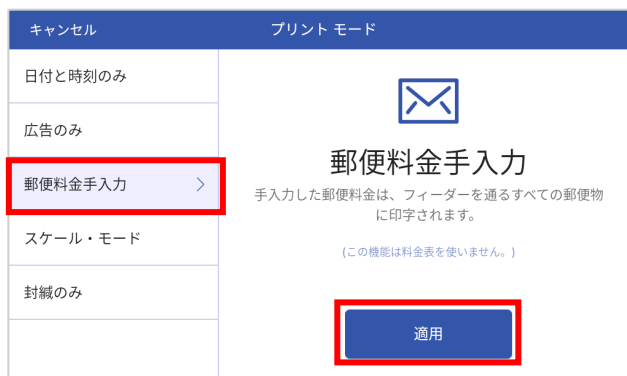 キャンセル
プリント モード
日付と時刻のみ
広告のみ
郵便料金手入力
スケール・モード
封緘のみ
郵便料金手入力
手入力した郵便料金は、フィーダーを通るすべての郵便物
に印字されます。
(この機能は料金表を使いません。)
適用